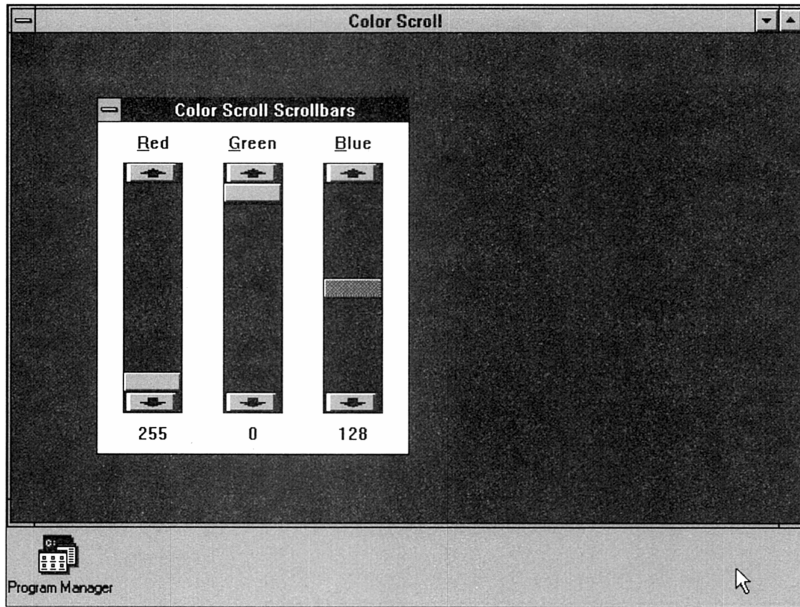 Color Scroll
Color Scroll Scrollbars
Red Green Blue
255 0 128
C:\
Program Manager